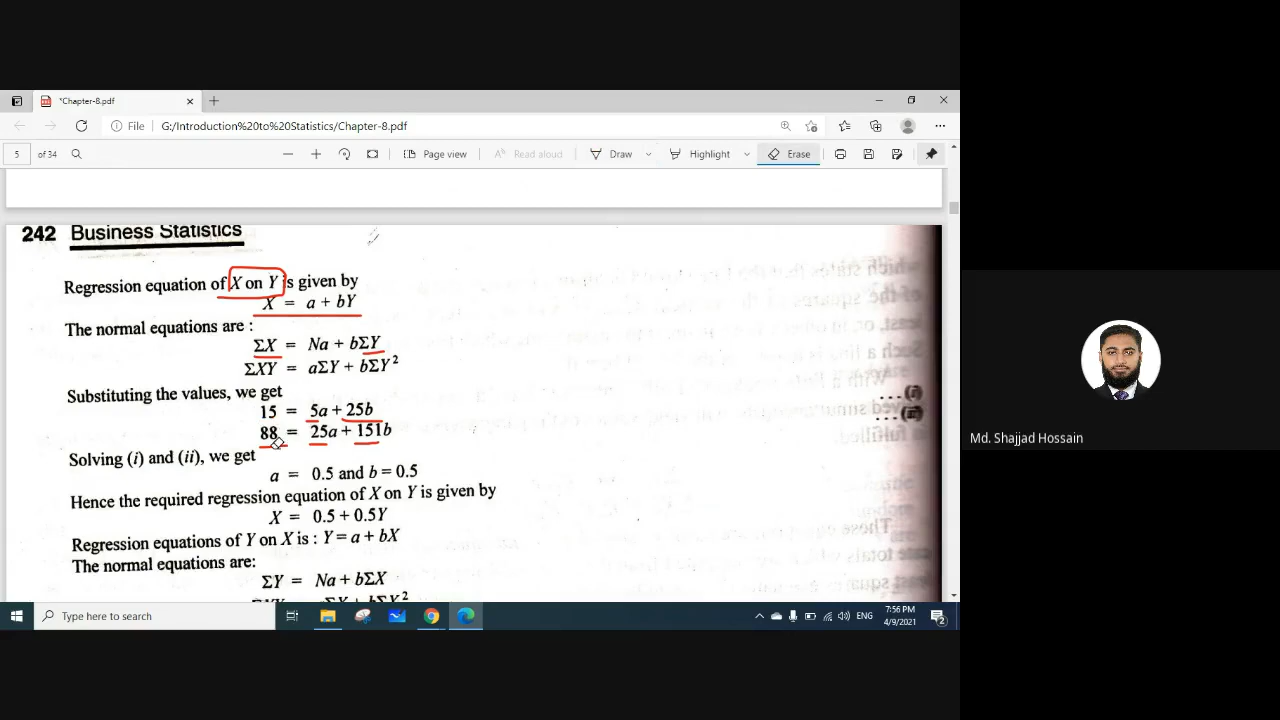 *Chapter-8.pdf
File | G:/Introduction%20to%20Statistics/Chapter-8.pdf
5 of 34 Page view Read aloud Draw Highlight Erase
242 Business Statistics
Regression equation of X on Y is given by
X = a + bY
The normal equations are :
ΣX = Na + bΣY
ΣXY = aΣY + bΣY²
Substituting the values, we get
15 = 5a + 25b ...(i)
88 = 25a + 151b ...(ii)
Solving (i) and (ii), we get
a = 0.5 and b = 0.5
Hence the required regression equation of X on Y is given by
X = 0.5 + 0.5Y
Regression equations of Y on X is : Y = a + bX
The normal equations are:
ΣY = Na + bΣX
Md. Shajjad Hossain
Type here to search
ENG
7:56 PM
4/9/2021
2